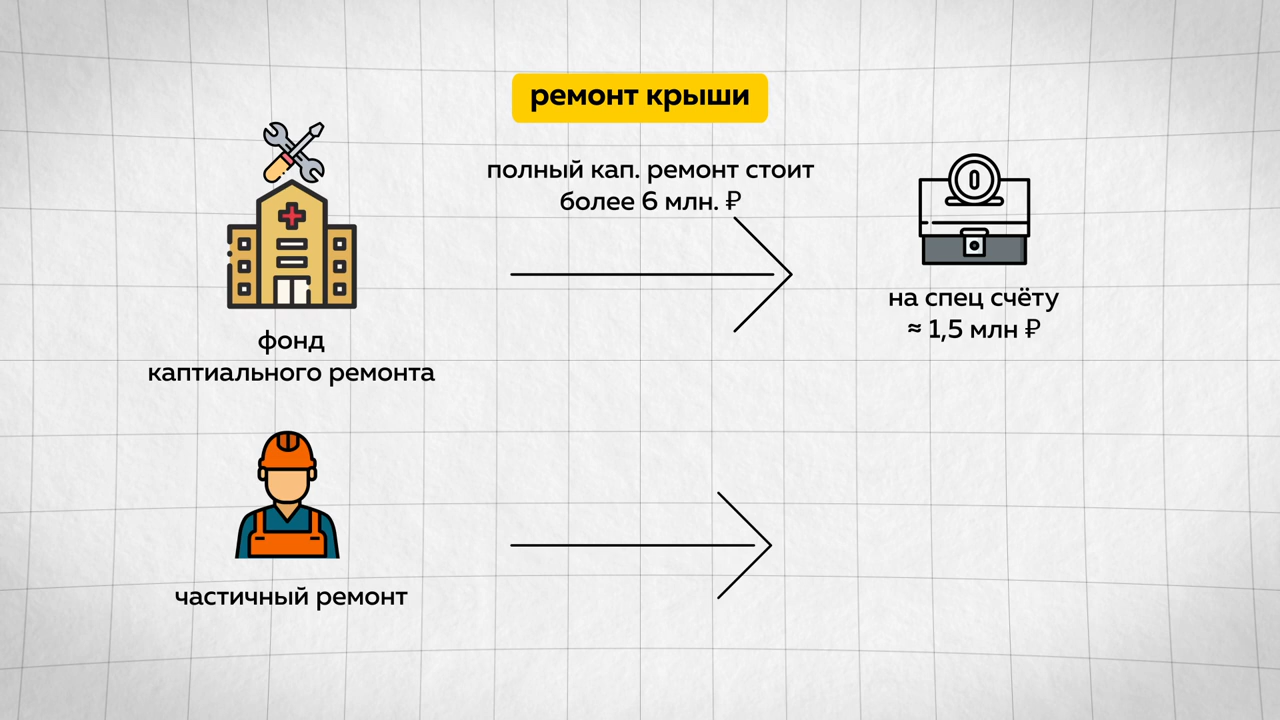 ремонт крыши
полный кап. ремонт стоит
более 6 млн. ₽
на спец счёту
≈ 1,5 млн ₽
фонд
каптиального ремонта
частичный ремонт